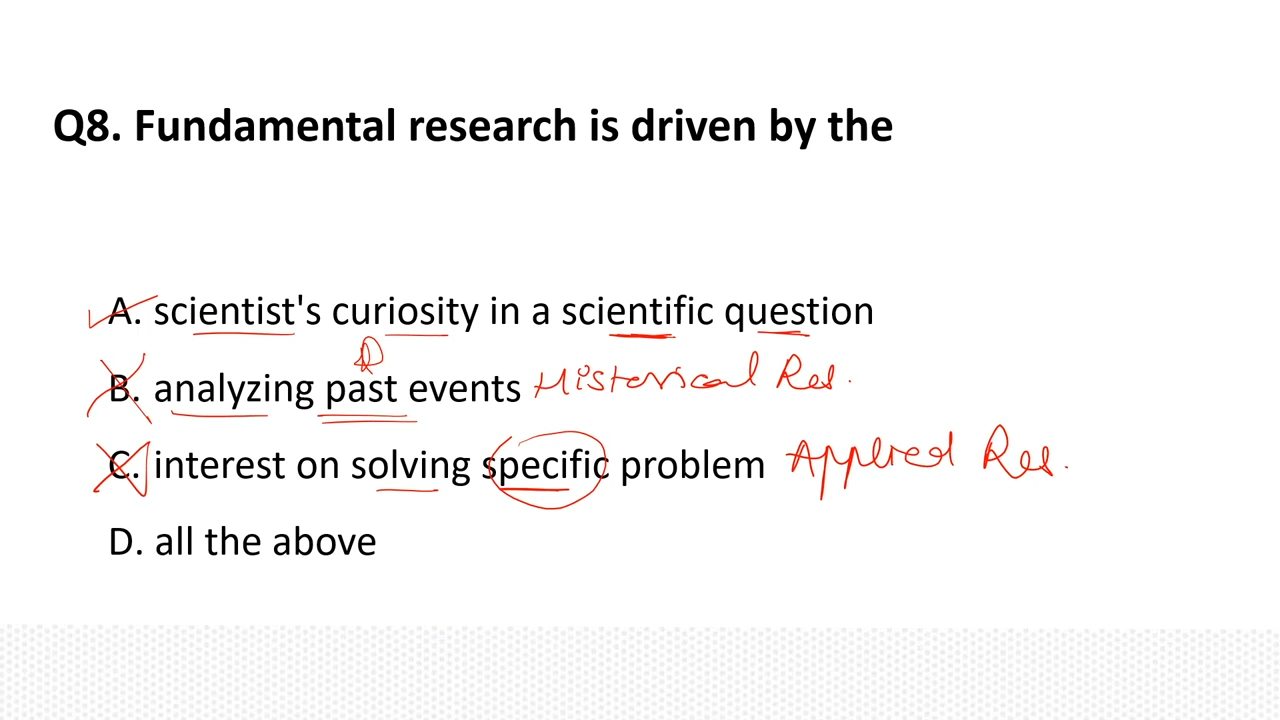 Q8. Fundamental research is driven by the
A. scientist's curiosity in a scientific question
B. analyzing past events Historical Res.
C. interest on solving specific problem Applied Res.
D. all the above